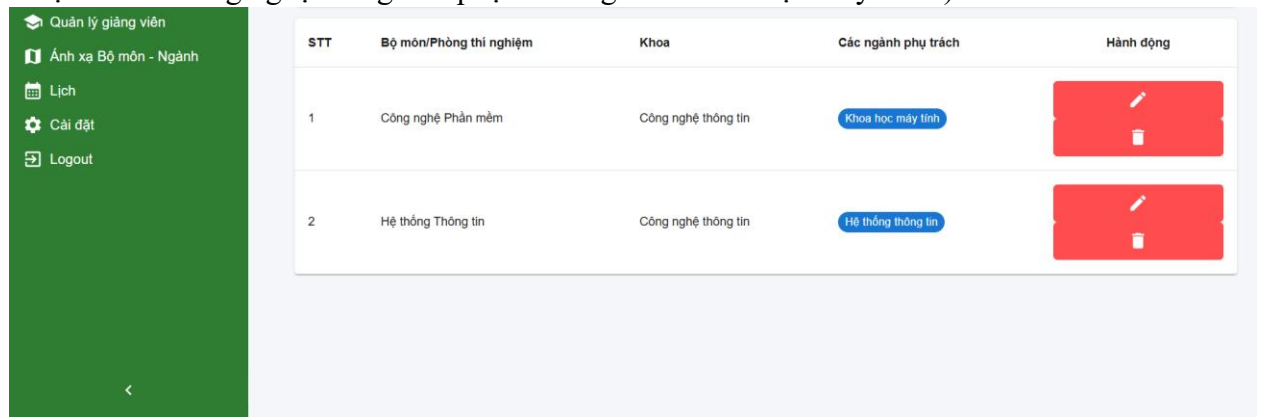 Quản lý giảng viên
Ánh xạ Bộ môn - Ngành
Lịch
Cài đặt
Logout
STT Bộ môn/Phòng thí nghiệm Khoa Các ngành phụ trách Hành động
1 Công nghệ Phần mềm Công nghệ thông tin Khoa học máy tính
2 Hệ thống Thông tin Công nghệ thông tin Hệ thống thông tin